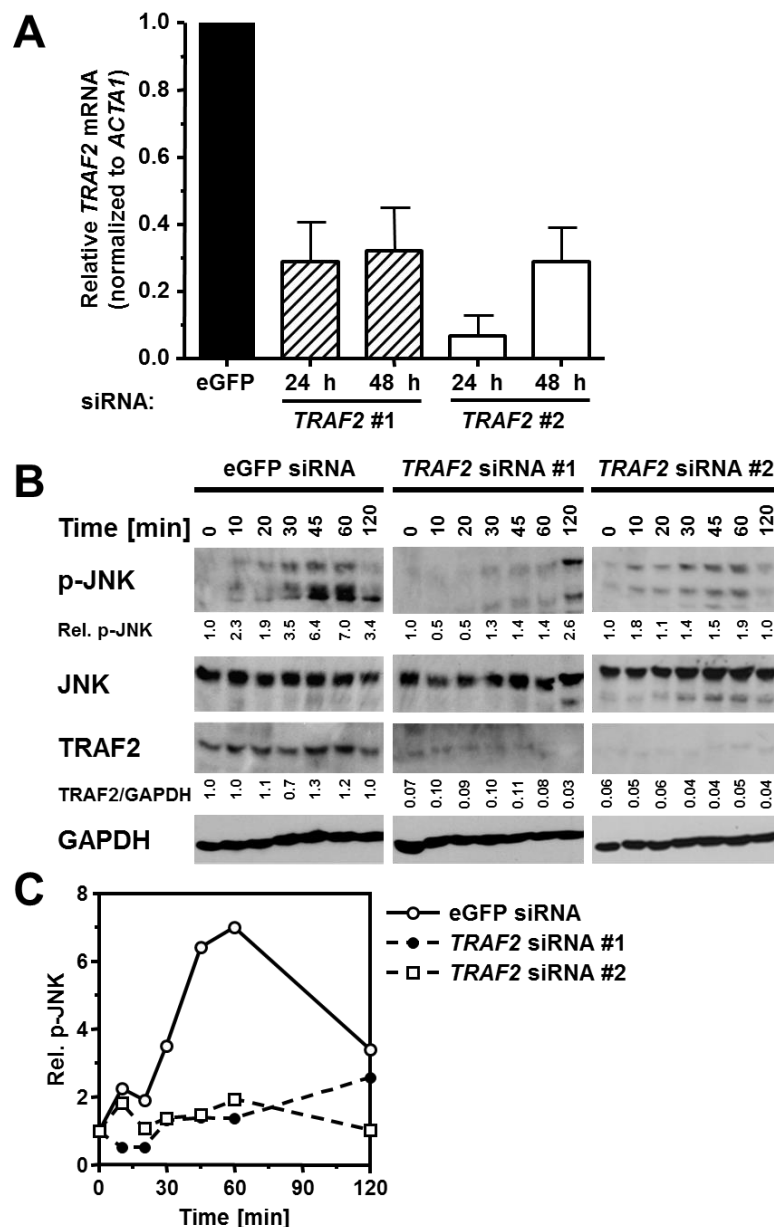 A
Relative TRAF2 mRNA
(normalized to ACTA1)
1.0
0.8
0.6
0.4
0.2
0.0
eGFP 24 h 48 h 24 h 48 h
siRNA: TRAF2 #1 TRAF2 #2
B
eGFP siRNA TRAF2 siRNA #1 TRAF2 siRNA #2
Time [min] 0 10 20 30 45 60 120 0 10 20 30 45 60 120 0 10 20 30 45 60 120
p-JNK
Rel. p-JNK 1.0 2.3 1.9 3.5 6.4 7.0 3.4 1.0 0.5 0.5 1.3 1.4 1.4 2.6 1.0 1.8 1.1 1.4 1.5 1.9 1.0
JNK
TRAF2
TRAF2/GAPDH 1.0 1.0 1.1 0.7 1.3 1.2 1.0 0.07 0.10 0.09 0.10 0.11 0.08 0.03 0.06 0.05 0.06 0.04 0.04 0.05 0.04
GAPDH
C
Rel. p-JNK
8
6
4
2
0
0 30 60 90 120
Time [min]
eGFP siRNA
TRAF2 siRNA #1
TRAF2 siRNA #2